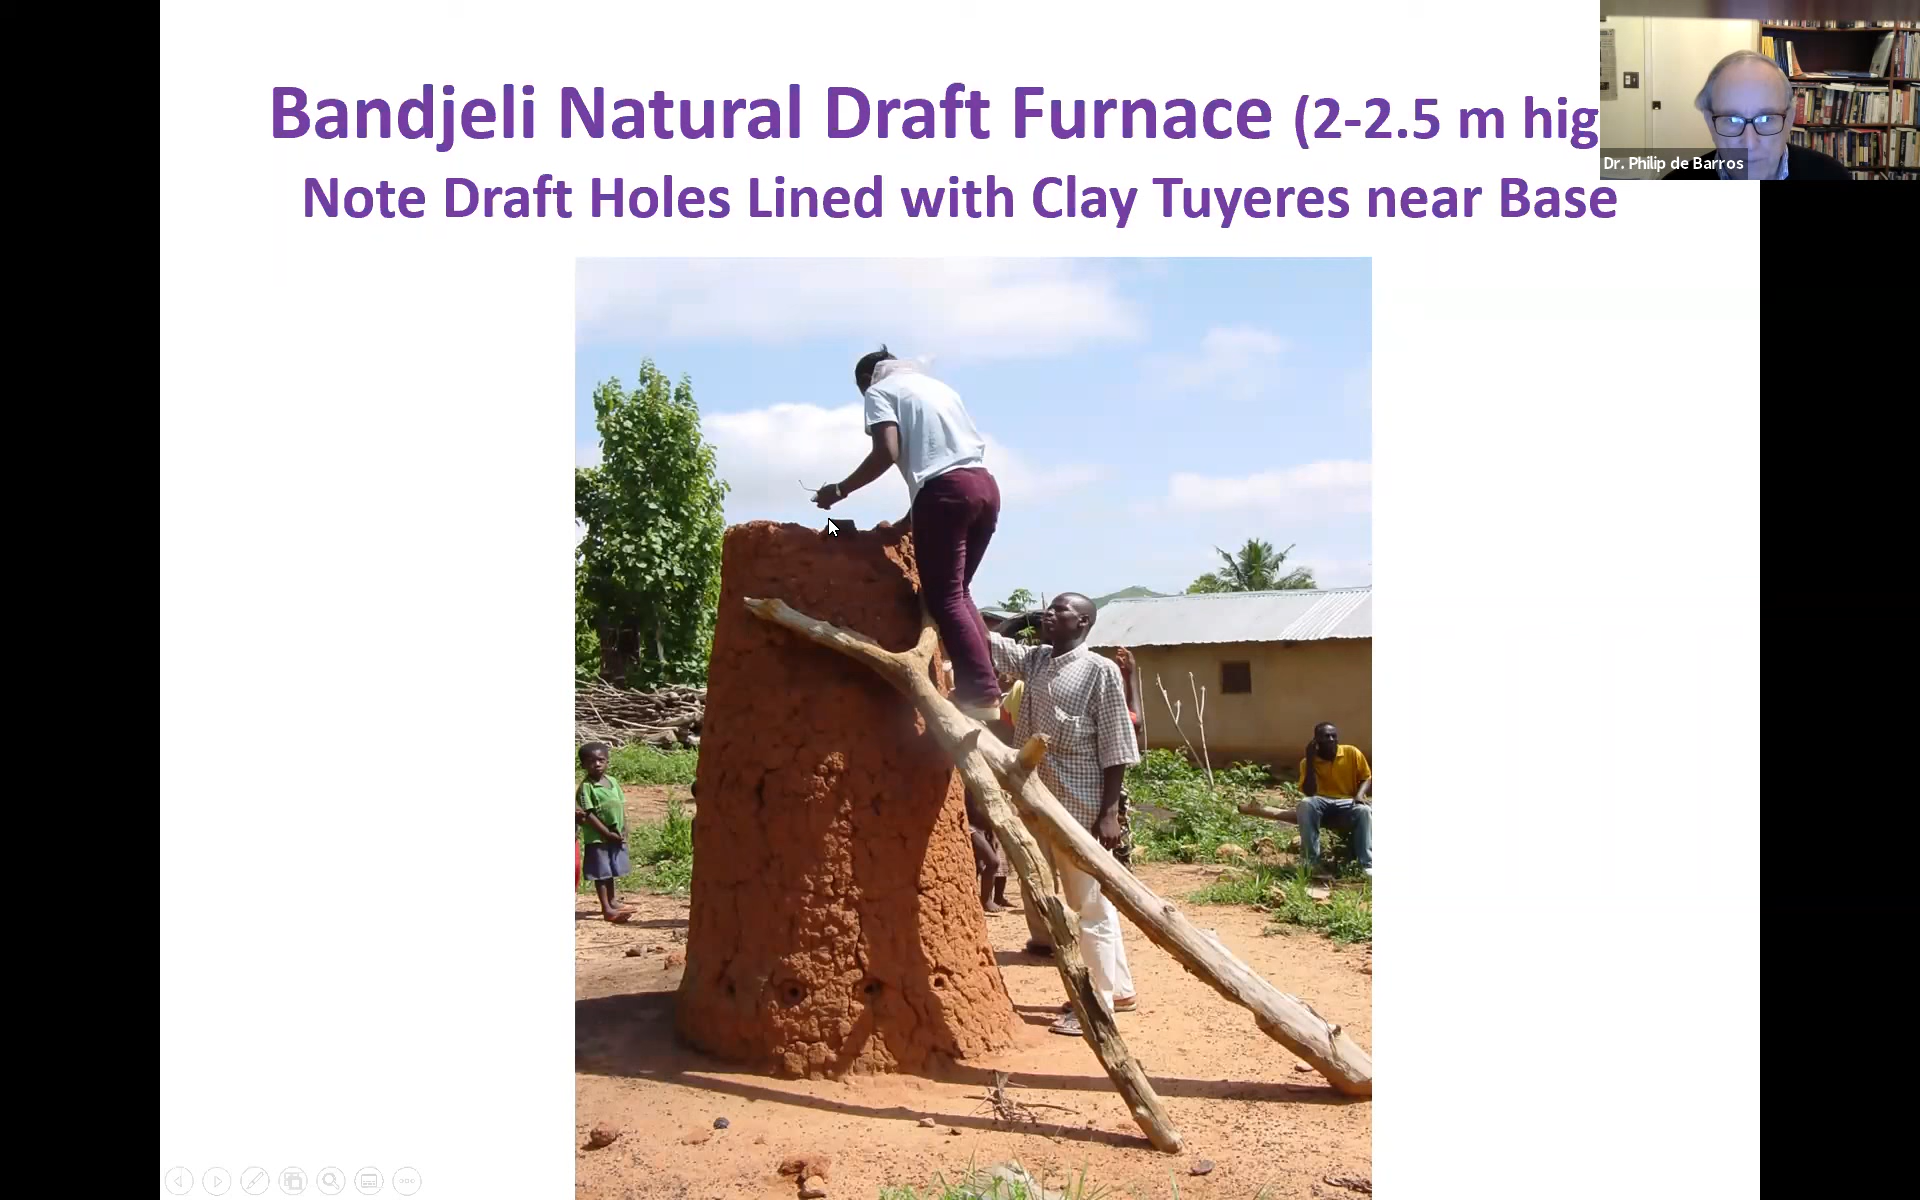 Bandjeli Natural Draft Furnace (2-2.5 m hig
Note Draft Holes Lined with Clay Tuyeres near Base
Dr. Philip de Barros